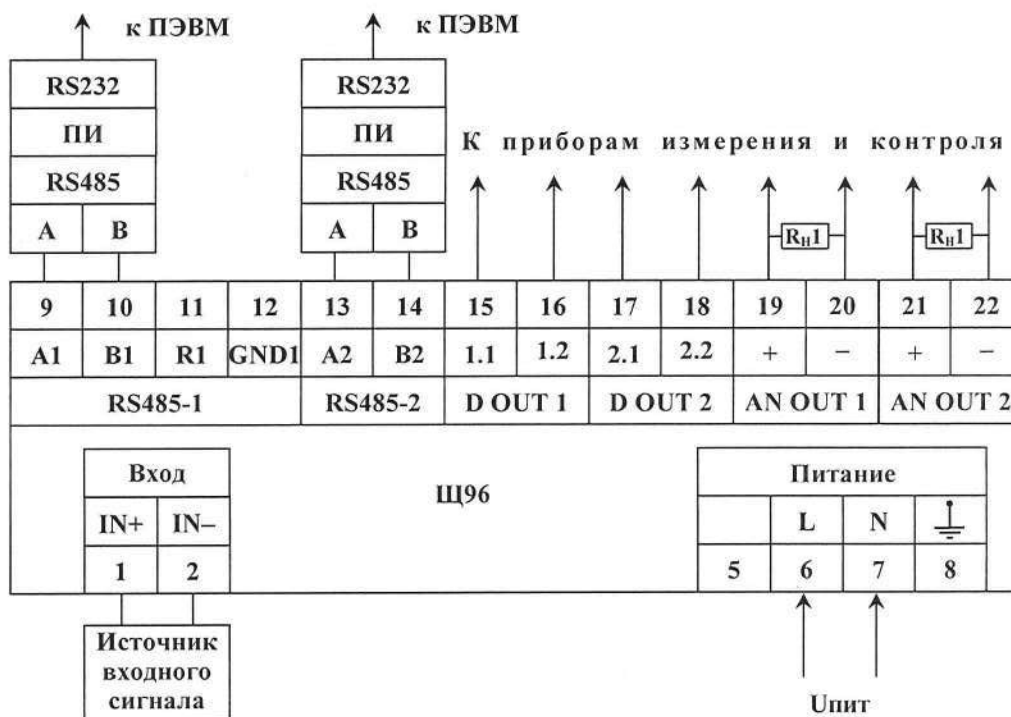 к ПЭВМ к ПЭВМ
RS232 RS232
ПИ ПИ
К приборам измерения и контроля
RS485 RS485
A B A B
Rн1 Rн1
9 10 11 12 13 14 15 16 17 18 19 20 21 22
A1 B1 R1 GND1 A2 B2 1.1 1.2 2.1 2.2 + − + −
RS485-1 RS485-2 D OUT 1 D OUT 2 AN OUT 1 AN OUT 2
Вход Щ96 Питание
IN+ IN− L N
1 2 5 6 7 8
Источник
входного
сигнала
Uпит